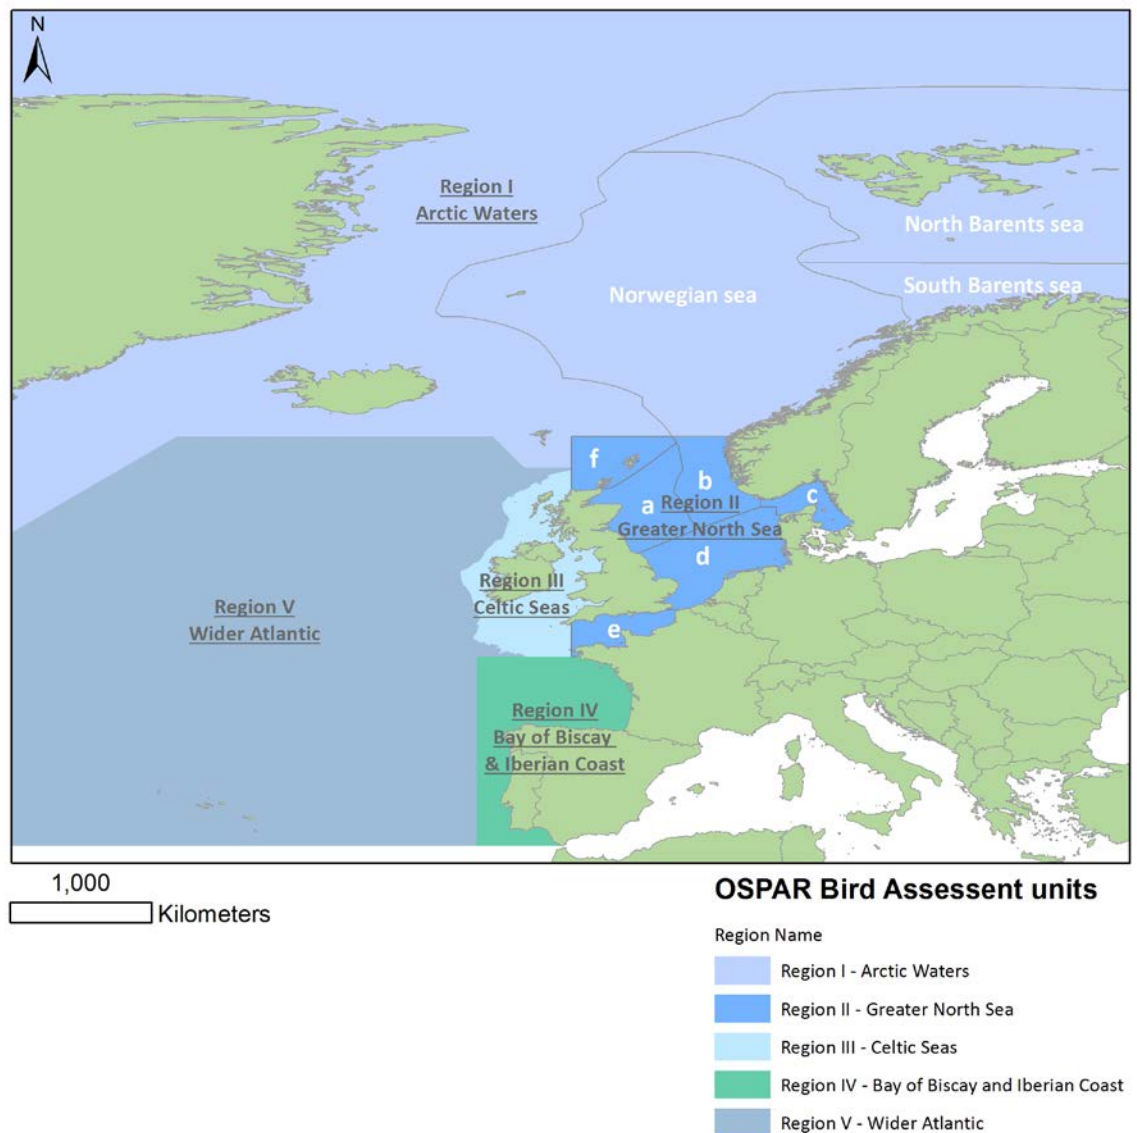 N
Region I
Arctic Waters
North Barents sea
South Barents sea
Norwegian sea
f
b
c
a
Region II
Greater North Sea
d
Region III
Celtic Seas
e
Region V
Wider Atlantic
Region IV
Bay of Biscay
& Iberian Coast
1,000
Kilometers
OSPAR Bird Assessent units
Region Name
Region I - Arctic Waters
Region II - Greater North Sea
Region III - Celtic Seas
Region IV - Bay of Biscay and Iberian Coast
Region V - Wider Atlantic